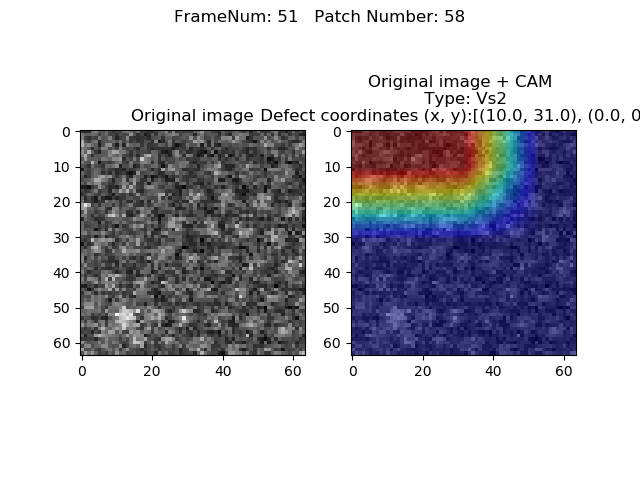 FrameNum: 51   Patch Number: 58
Original image + CAM
Type: Vs2
Original image
Defect coordinates (x, y):[(10.0, 31.0), (0.0, 0
0
10
20
30
40
50
60
0 20 40 60
0
10
20
30
40
50
60
0 20 40 60